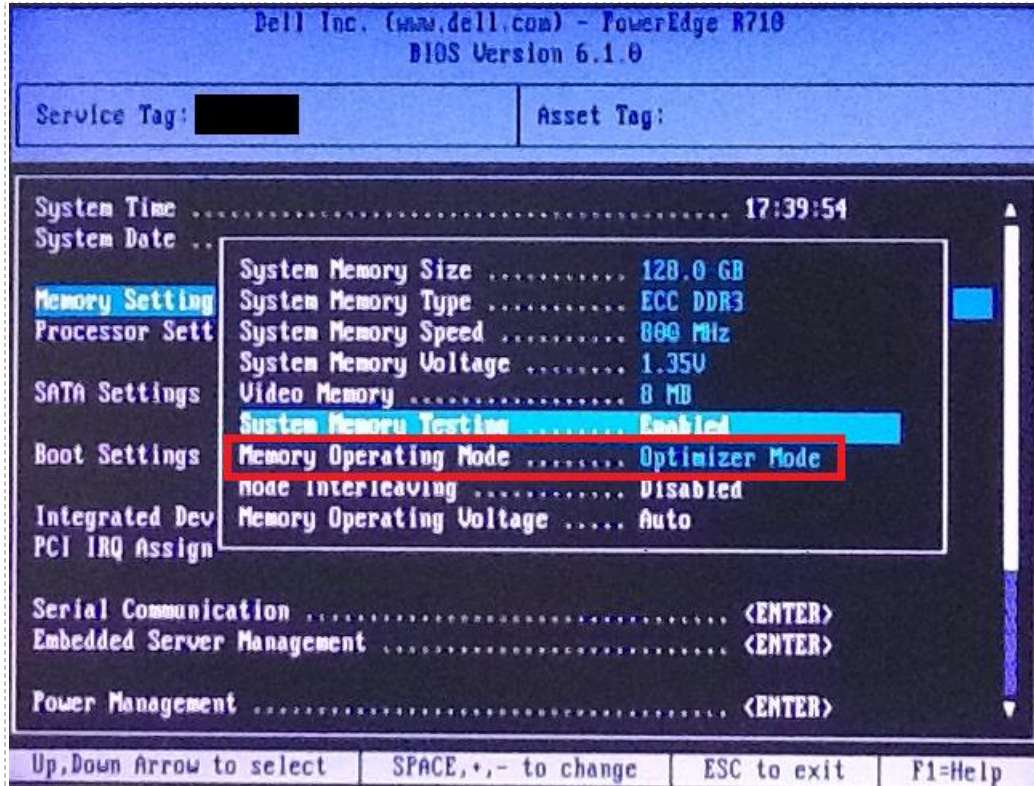 Dell Inc. (www.dell.com) - PowerEdge R710
BIOS Version 6.1.0
Service Tag:
Asset Tag:
System Time ................................................ 17:39:54
System Date ..
Memory Setting
Processor Sett
SATA Settings
Boot Settings
Integrated Dev
PCI IRQ Assign
System Memory Size ........... 128.0 GB
System Memory Type ........... ECC DDR3
System Memory Speed .......... 800 MHz
System Memory Voltage ........ 1.35V
Video Memory ................. 8 MB
System Memory Testing ........ Enabled
Memory Operating Mode ........ Optimizer Mode
Node Interleaving ............ Disabled
Memory Operating Voltage ..... Auto
Serial Communication ..................................... <ENTER>
Embedded Server Management .............................. <ENTER>
Power Management ......................................... <ENTER>
Up,Down Arrow to select
SPACE,+,- to change
ESC to exit
F1=Help